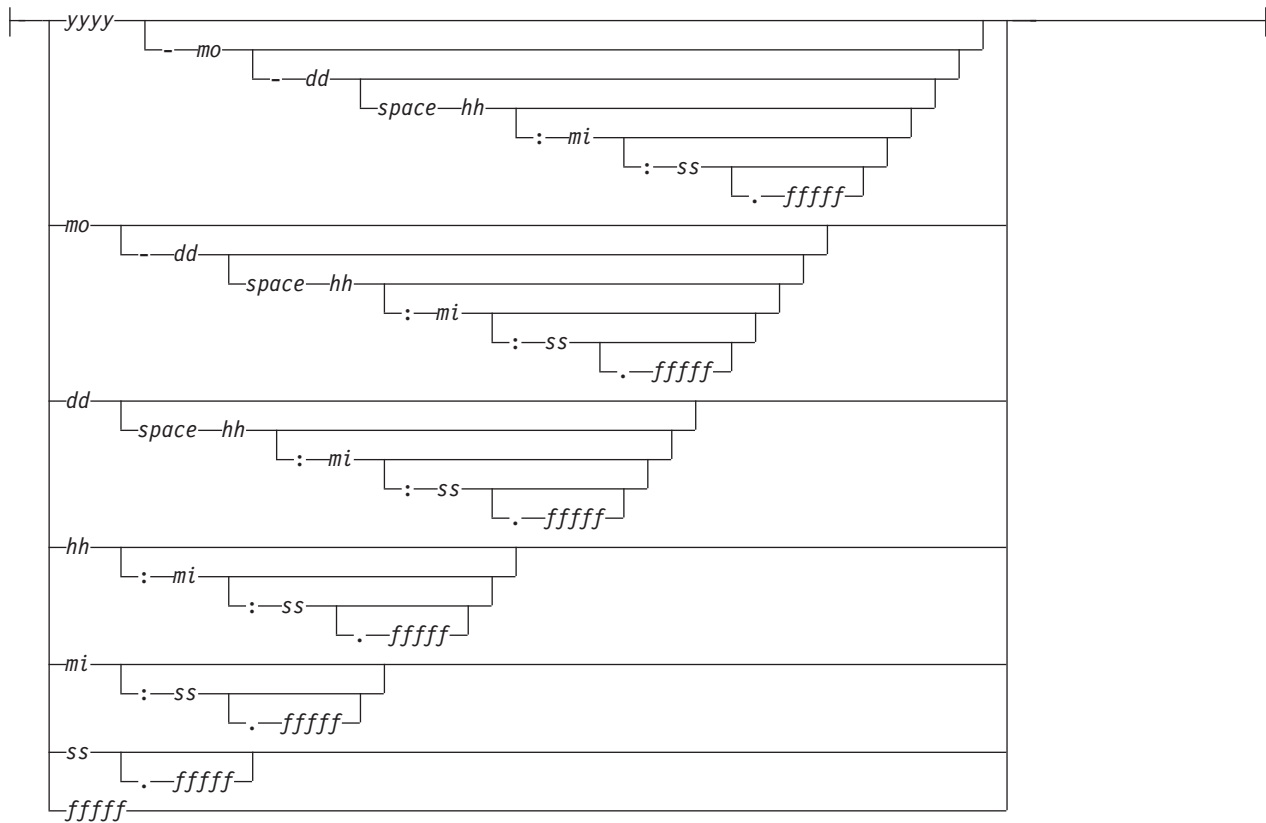 yyyy
- mo
- dd
space hh
: mi
: ss
. fffff
mo
- dd
space hh
: mi
: ss
. fffff
dd
space hh
: mi
: ss
. fffff
hh
: mi
: ss
. fffff
mi
: ss
. fffff
ss
. fffff
fffff